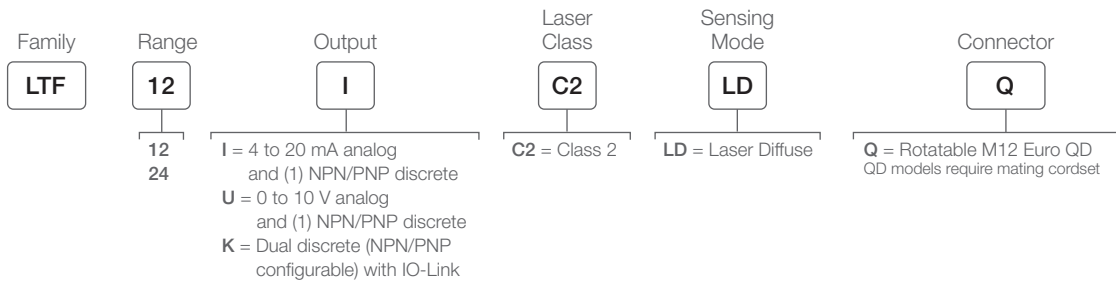 Family
Range
Output
Laser
Class
Sensing
Mode
Connector
LTF
12
I
C2
LD
Q
12
24
I = 4 to 20 mA analog
and (1) NPN/PNP discrete
U = 0 to 10 V analog
and (1) NPN/PNP discrete
K = Dual discrete (NPN/PNP
configurable) with IO-Link
C2 = Class 2
LD = Laser Diffuse
Q = Rotatable M12 Euro QD
QD models require mating cordset